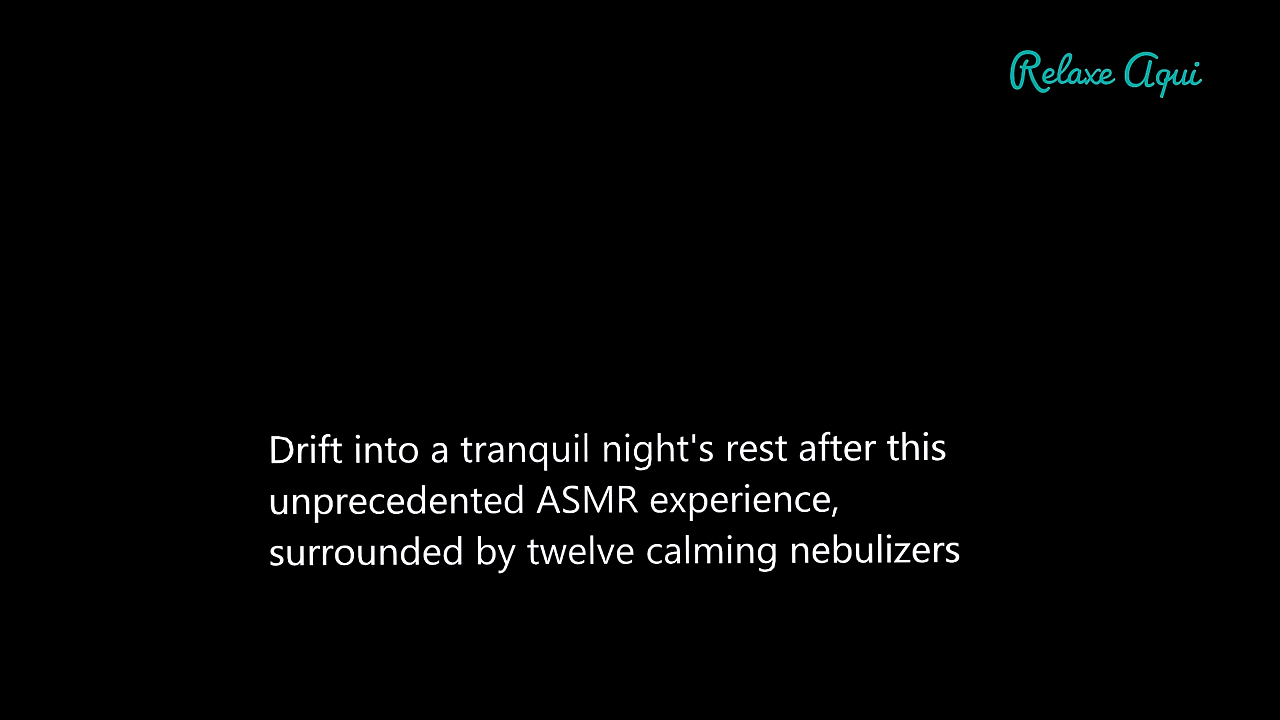 Relaxe Aqui
Drift into a tranquil night's rest after this
unprecedented ASMR experience,
surrounded by twelve calming nebulizers